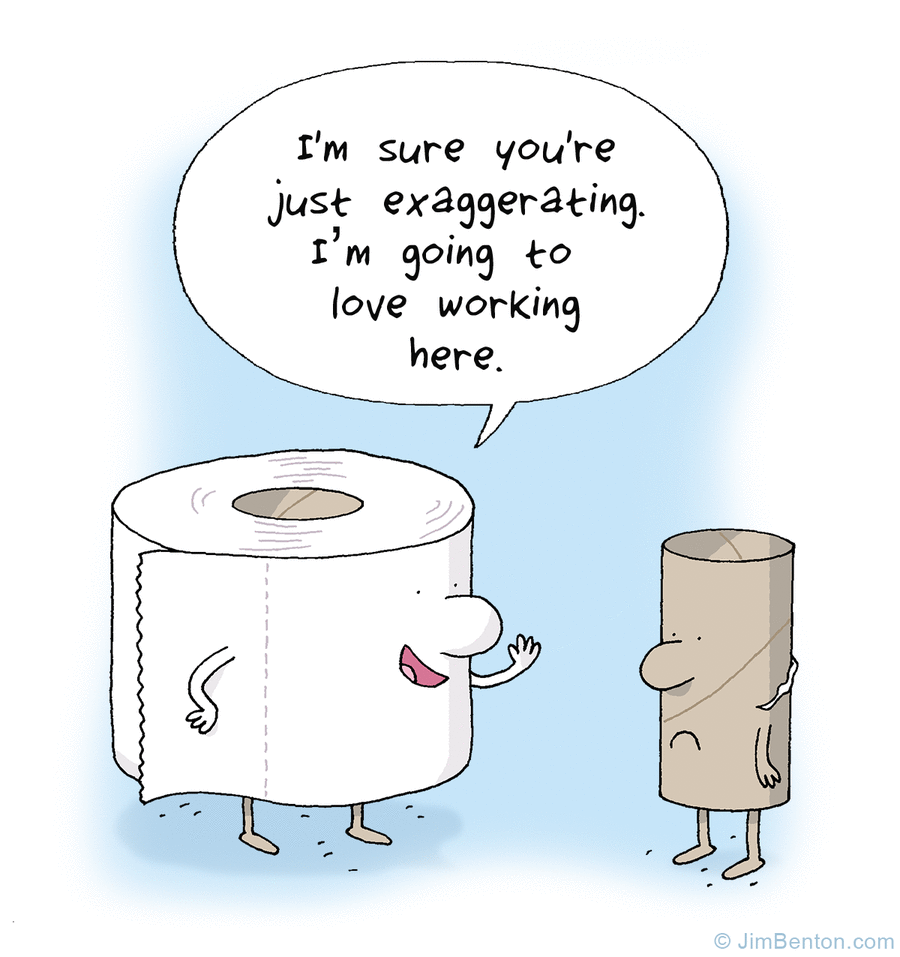 I'm sure you're
just exaggerating.
I'm going to
love working
here.
© JimBenton.com